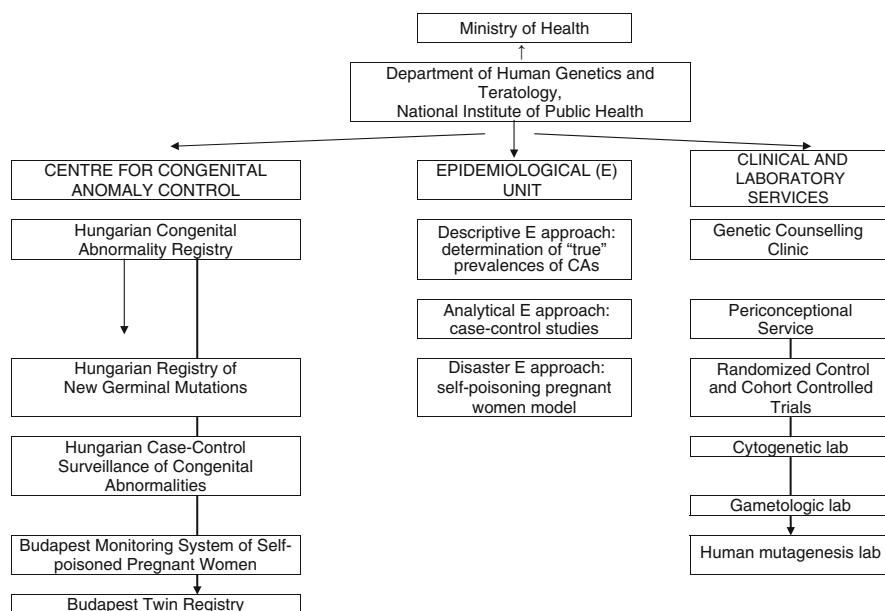 Ministry of Health
↑
Department of Human Genetics and
Teratology,
National Institute of Public Health
CENTRE FOR CONGENITAL
ANOMALY CONTROL
Hungarian Congenital
Abnormality Registry
Hungarian Registry of
New Germinal Mutations
Hungarian Case-Control
Surveillance of Congenital
Abnormalities
Budapest Monitoring System of Self-
poisoned Pregnant Women
Budapest Twin Registry
EPIDEMIOLOGICAL (E)
UNIT
Descriptive E approach:
determination of “true”
prevalences of CAs
Analytical E approach:
case-control studies
Disaster E approach:
self-poisoning pregnant
women model
CLINICAL AND
LABORATORY
SERVICES
Genetic Counselling
Clinic
Periconceptional
Service
Randomized Control
and Cohort Controlled
Trials
Cytogenetic lab
Gametologic lab
Human mutagenesis lab